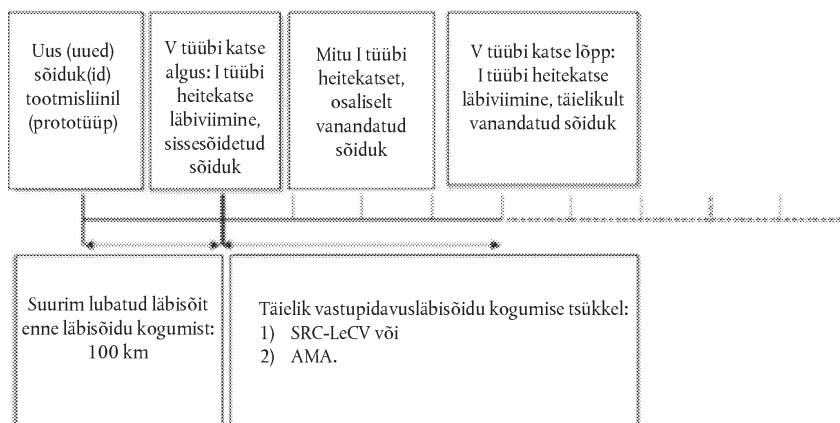 Uus (uued)
sõiduk(id)
tootmisliinil
(prototüüp)
V tüübi katse
algus: I tüübi
heitekatse
läbiviimine,
sissesõidetud
sõiduk
Mitu I tüübi
heitekatset,
osaliselt
vanandatud
sõiduk
V tüübi katse lõpp:
I tüübi heitekatse
läbiviimine, täielikult
vanandatud sõiduk
Suurim lubatud läbisõit
enne läbisõidu kogumist:
100 km
Täielik vastupidavusläbisõidu kogumise tsükkel:
1) SRC-LeCV või
2) AMA.